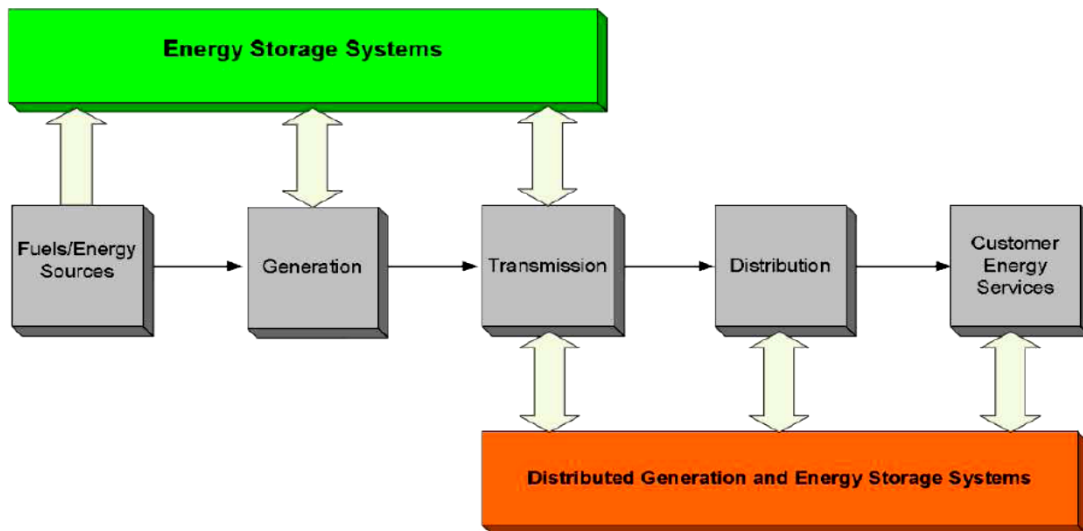 Energy Storage Systems
Fuels/Energy
Sources
Generation
Transmission
Distribution
Customer
Energy
Services
Distributed Generation and Energy Storage Systems